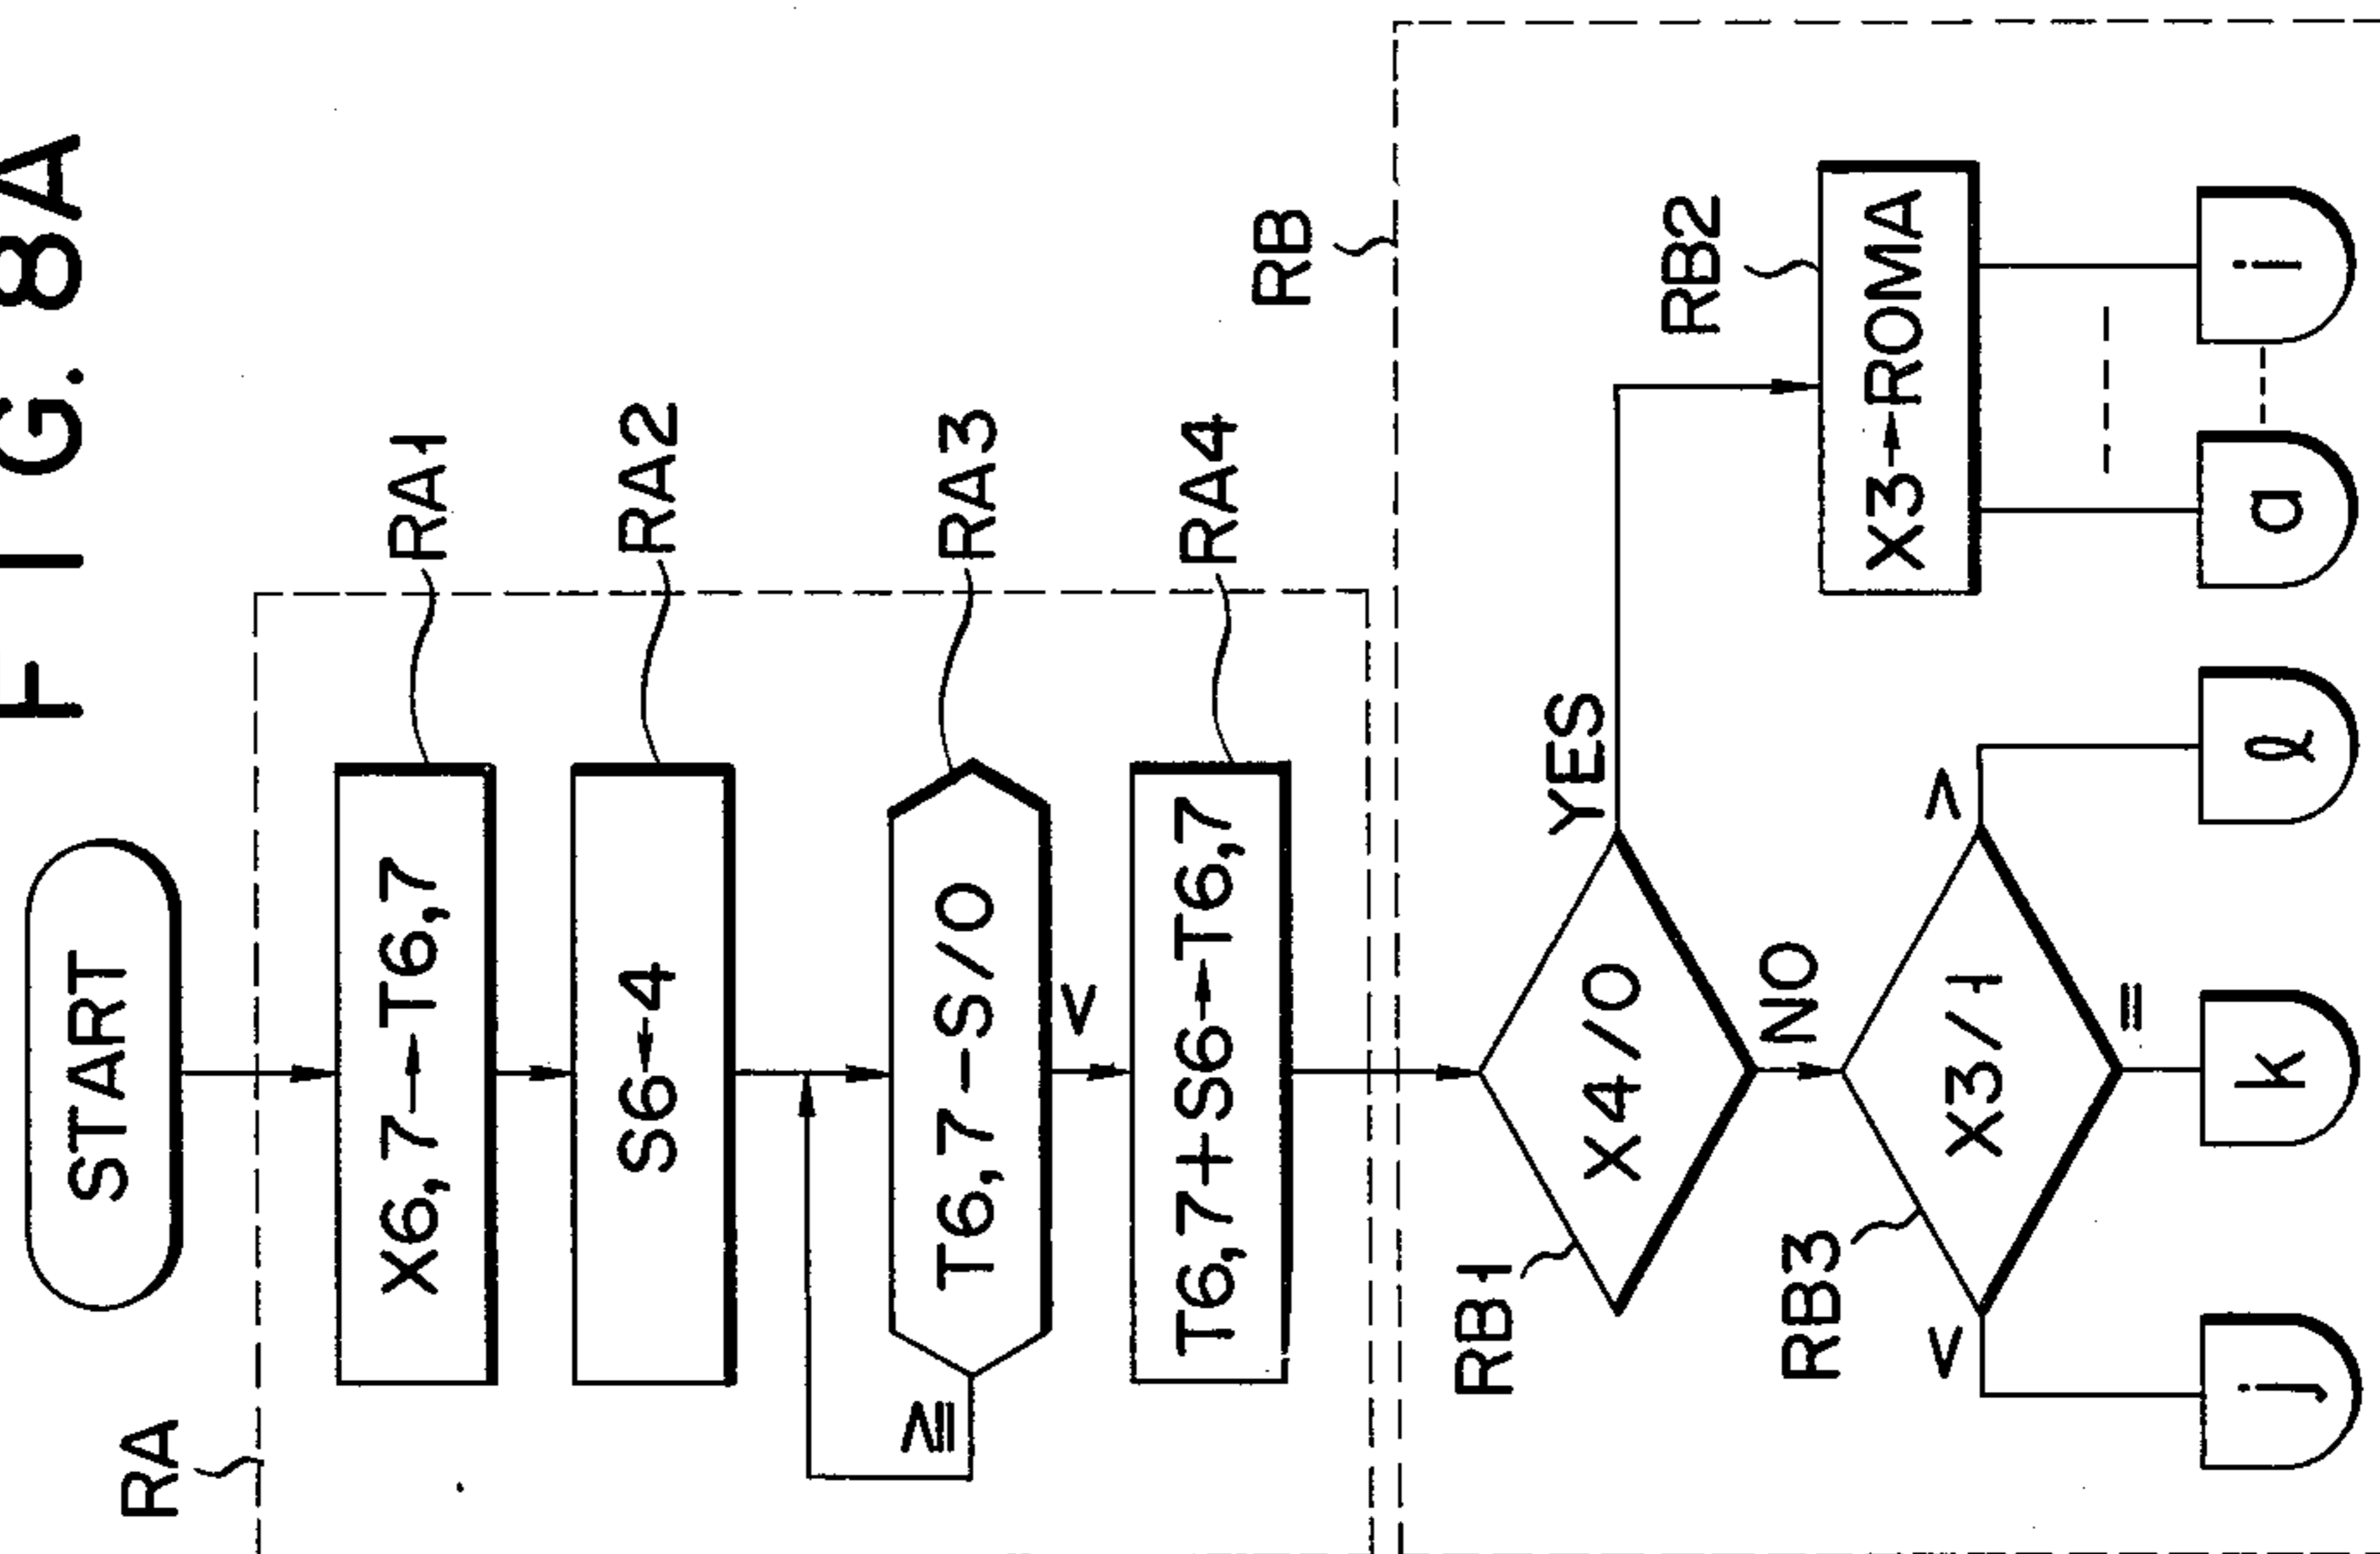 FIG. 8A
START
RA
X6,7→T6,7
RA1
S6←4
RA2
≧
T6,7-S/0
RA3
<
T6,7+S6→T6,7
RA4
RB
RB1
X4/0
YES
NO
RB2
X3→ROMA
RB3
X3/1
<
>
=
j
k
ℓ
a
i